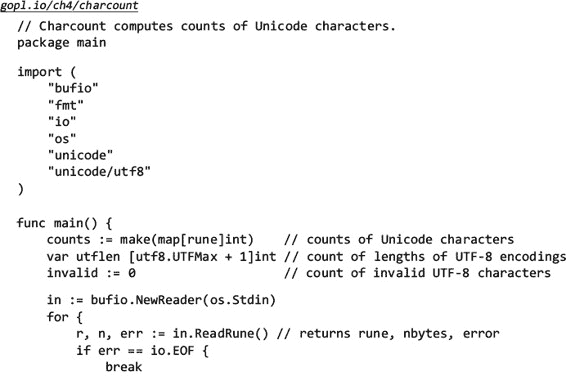 gopl.io/ch4/charcount
// Charcount computes counts of Unicode characters.
package main
import (
"bufio"
"fmt"
"io"
"os"
"unicode"
"unicode/utf8"
)
func main() {
counts := make(map[rune]int) // counts of Unicode characters
var utflen [utf8.UTFMax + 1]int // count of lengths of UTF-8 encodings
invalid := 0 // count of invalid UTF-8 characters
in := bufio.NewReader(os.Stdin)
for {
r, n, err := in.ReadRune() // returns rune, nbytes, error
if err == io.EOF {
break